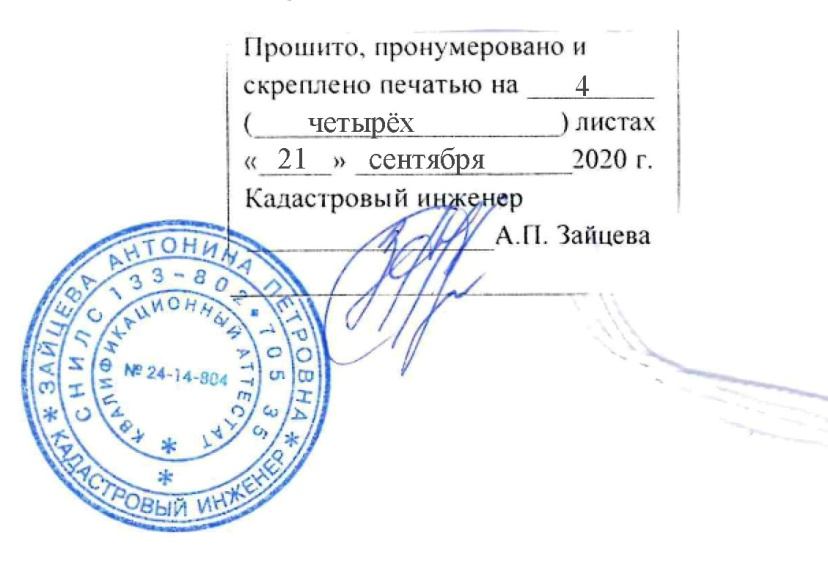 Прошито, пронумеровано и
скреплено печатью на 4
( четырёх ) листах
« 21 » сентября 2020 г.
Кадастровый инженер
А.П. Зайцева
* ЗАЙЦЕВА АНТОНИНА ПЕТРОВНА *
КАДАСТРОВЫЙ ИНЖЕНЕР
СНИЛС 133-802-705 35 *
КВАЛИФИКАЦИОННЫЙ АТТЕСТАТ *
№ 24-14-804